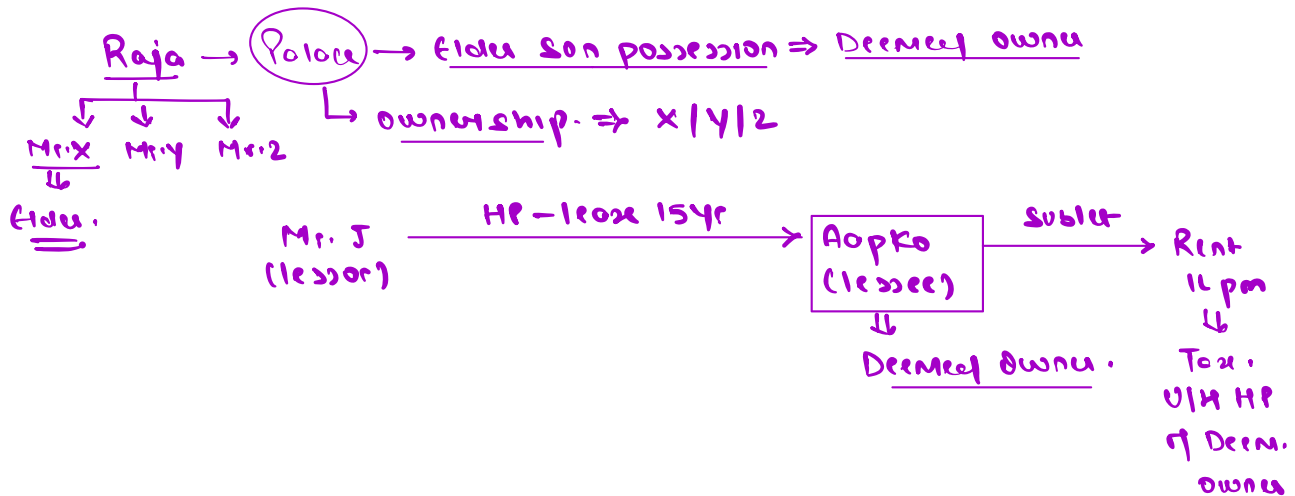 Raja → Palace → Elder son possession ⇒ Deemed owner
ownership. ⇒ X/Y/Z
Mr. X Mr. Y Mr. Z
Elder.
HP-lease 15yr
Mr. J
(lessor)
Aapko
(lessee)
Sublet
Rent
1L pm
Deemed Owner.
Tax.
U/H HP
of Deem.
owner